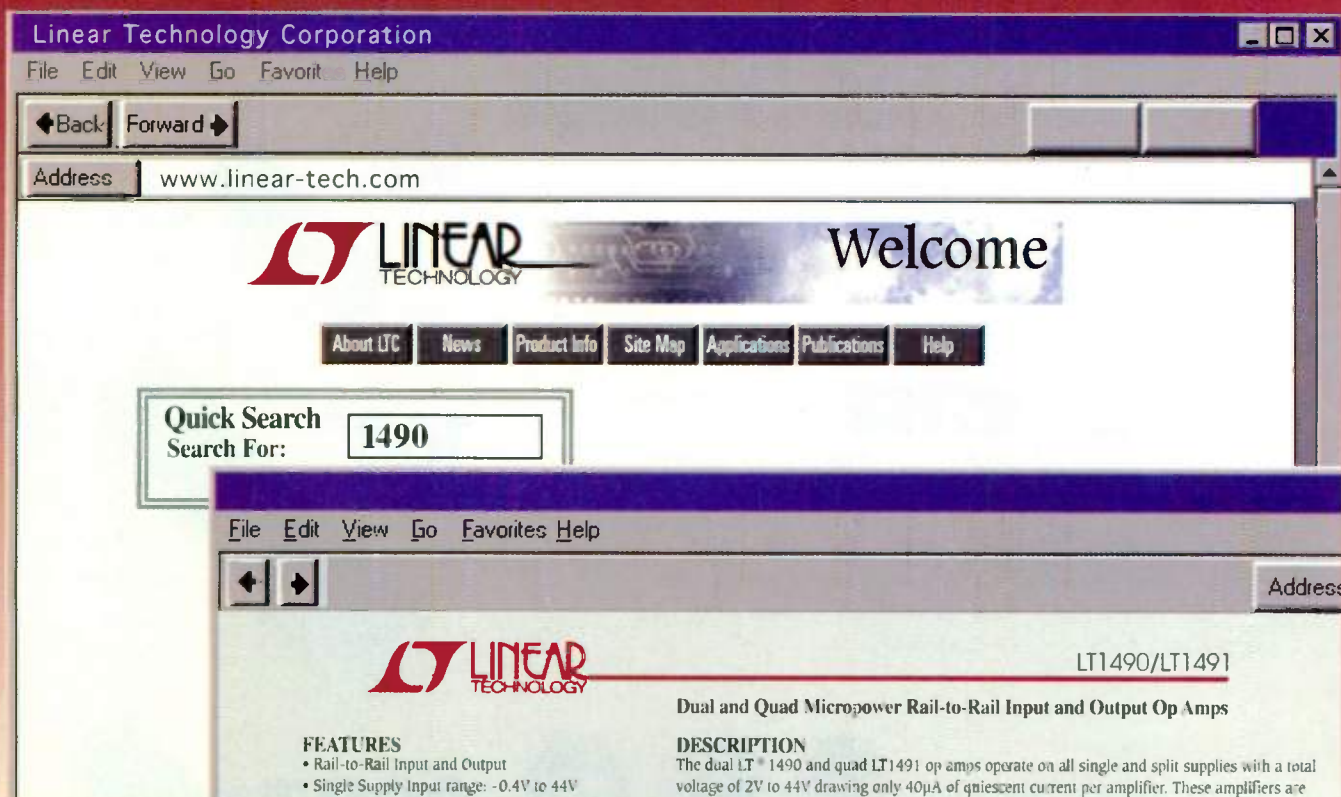 Linear Technology Corporation
File Edit View Go Favorit Help
Back Forward
Address www.linear-tech.com
LINEAR
TECHNOLOGY
Welcome
About LTC News Product Info Site Map Applications Publications Help
Quick Search
Search For: 1490
File Edit View Go Favorites Help
Address
LINEAR
TECHNOLOGY
LT1490/LT1491
Dual and Quad Micropower Rail-to-Rail Input and Output Op Amps
FEATURES
• Rail-to-Rail Input and Output
• Single Supply Input range: -0.4V to 44V
DESCRIPTION
The dual LT®1490 and quad LT1491 op amps operate on all single and split supplies with a total
voltage of 2V to 44V drawing only 40µA of quiescent current per amplifier. These amplifiers are